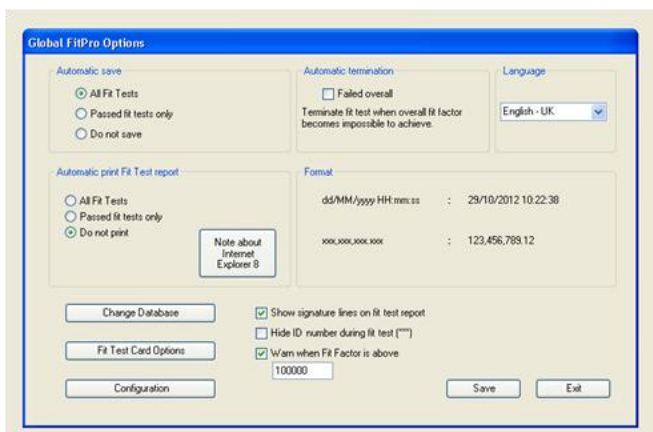 Global FitPro Options
Automatic save
All Fit Tests
Passed fit tests only
Do not save
Automatic termination
Failed overall
Terminate fit test when overall fit factor
becomes impossible to achieve.
Language
English - UK
Automatic print Fit Test report
All Fit Tests
Passed fit tests only
Do not print
Note about
Internet
Explorer 8
Format
dd/MM/yyyy HH:mm:ss : 29/10/2012 10:22:38
xxx,xxx,xxx.xxx : 123,456,789.12
Change Database
Fit Test Card Options
Configuration
Show signature lines on fit test report
Hide ID number during fit test (***)
Warn when Fit Factor is above
100000
Save
Exit